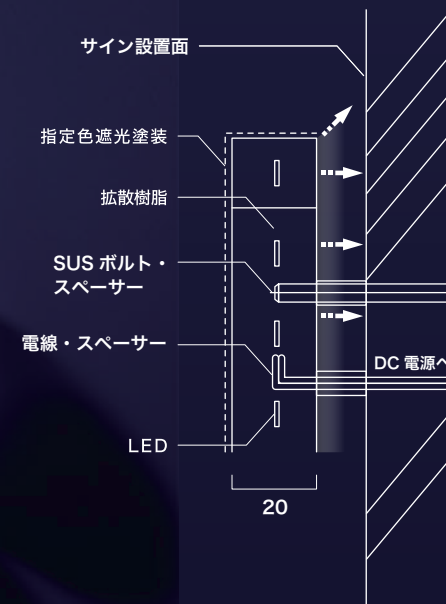 サイン設置面
指定色遮光塗装
拡散樹脂
SUS ボルト・
スペーサー
電線・スペーサー
DC 電源へ
LED
20